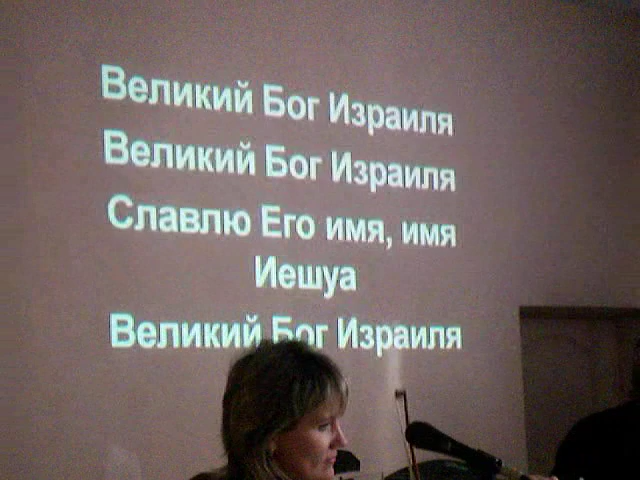 Великий Бог Израиля
Великий Бог Израиля
Славлю Его имя, имя
Иешуа
Великий Бог Израиля